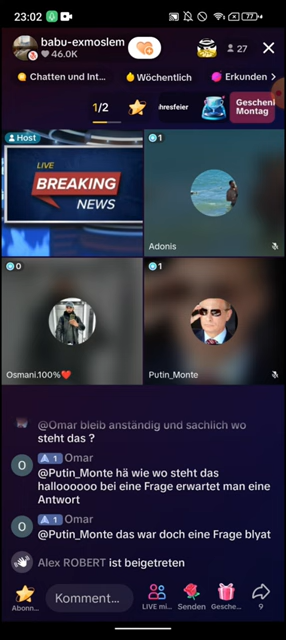 23:02
77
babu-exmoslem
46.0K
27
Chatten und Int...
Wöchentlich
Erkunden
1/2
Geschenk
Montag
Host
LIVE
BREAKING
NEWS
1
Adonis
0
Osmani.100%❤️
1
Putin_Monte
@Omar bleib anständig und sachlich wo
steht das ?
O
1 Omar
@Putin_Monte hä wie wo steht das
halloooooo bei eine Frage erwartet man eine
Antwort
O
1 Omar
@Putin_Monte das war doch eine Frage blyat
Alex ROBERT ist beigetreten
Komment...
Abonn...
LIVE mi...
Senden
Gesche...
9